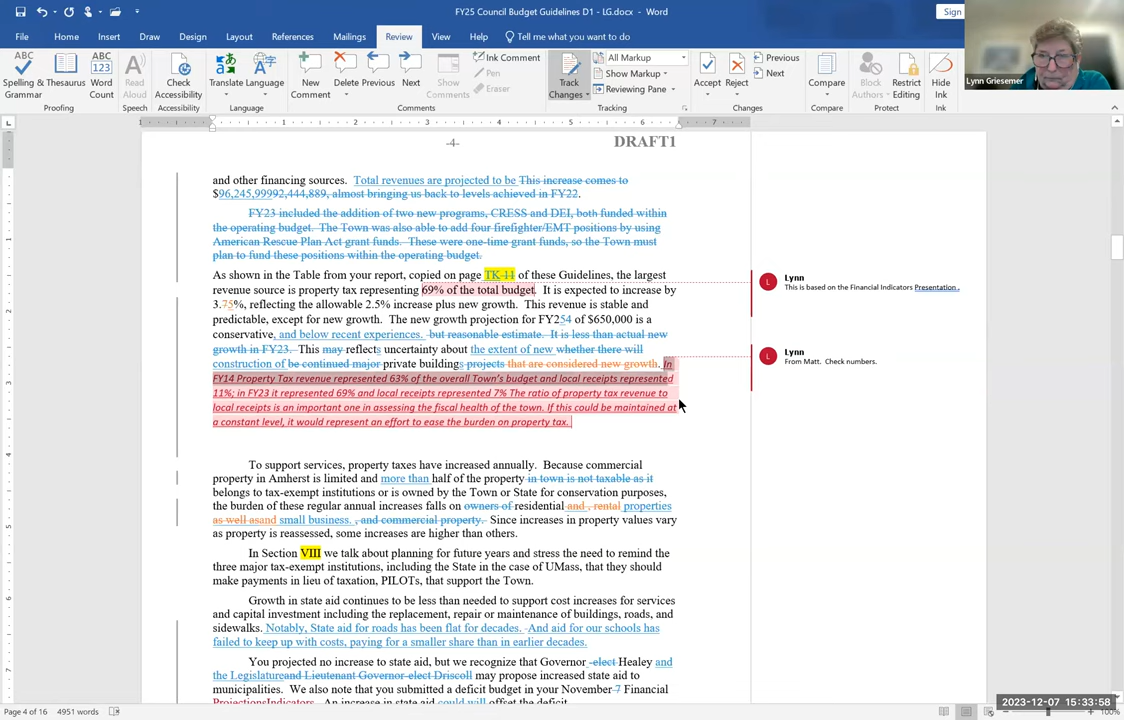 FY25 Council Budget Guidelines D1 - LG.docx - Word
Sign
File Home Insert Draw Design Layout References Mailings Review View Help Tell me what you want to do
ABC Spelling & Grammar
Thesaurus
ABC 123 Word Count
Proofing
Read Aloud
Speech
Check Accessibility
Accessibility
Translate Language
Language
New Comment
Delete Previous Next
Show Comments
Ink Comment
Pen
Eraser
Comments
Track Changes
All Markup
Show Markup
Reviewing Pane
Tracking
Accept Reject
Previous
Next
Changes
Compare
Compare
Block Authors
Restrict Editing
Protect
Hide Ink
Ink
Lynn Griesemer
-4-
DRAFT1
and other financing sources. Total revenues are projected to be This increase comes to
$96,245,99992,444,889, almost bringing us back to levels achieved in FY22.
FY23 included the addition of two new programs, CRESS and DEI, both funded within
the operating budget. The Town was also able to add four firefighter/EMT positions by using
American Rescue Plan Act grant funds. These were one-time grant funds, so the Town must
plan to fund these positions within the operating budget.
As shown in the Table from your report, copied on page TK 11 of these Guidelines, the largest
revenue source is property tax representing 69% of the total budget. It is expected to increase by
3.75%, reflecting the allowable 2.5% increase plus new growth. This revenue is stable and
predictable, except for new growth. The new growth projection for FY254 of $650,000 is a
conservative, and below recent experiences. but reasonable estimate. It is less than actual new
growth in FY23. This may reflects uncertainty about the extent of new whether there will
construction of be continued major private buildings projects that are considered new growth. In
FY14 Property Tax revenue represented 63% of the overall Town's budget and local receipts represented
11%; in FY23 it represented 69% and local receipts represented 7% The ratio of property tax revenue to
local receipts is an important one in assessing the fiscal health of the town. If this could be maintained at
a constant level, it would represent an effort to ease the burden on property tax.
To support services, property taxes have increased annually. Because commercial
property in Amherst is limited and more than half of the property in town is not taxable as it
belongs to tax-exempt institutions or is owned by the Town or State for conservation purposes,
the burden of these regular annual increases falls on owners of residential and , rental properties
as well asand small business. , and commercial property. Since increases in property values vary
as property is reassessed, some increases are higher than others.
In Section VIII we talk about planning for future years and stress the need to remind the
three major tax-exempt institutions, including the State in the case of UMass, that they should
make payments in lieu of taxation, PILOTs, that support the Town.
Growth in state aid continues to be less than needed to support cost increases for services
and capital investment including the replacement, repair or maintenance of buildings, roads, and
sidewalks. Notably, State aid for roads has been flat for decades. And aid for our schools has
failed to keep up with costs, paying for a smaller share than in earlier decades.
You projected no increase to state aid, but we recognize that Governor -elect Healey and
the Legislatureand Lieutenant Governor-elect Driscoll may propose increased state aid to
municipalities. We also note that you submitted a deficit budget in your November 7 Financial
ProjectionsIndicators. An increase in state aid could will offset the deficit.
L Lynn
This is based on the Financial Indicators Presentation .
L Lynn
From Matt. Check numbers.
Page 4 of 16 4951 words
2023-12-07 15:33:58
100%